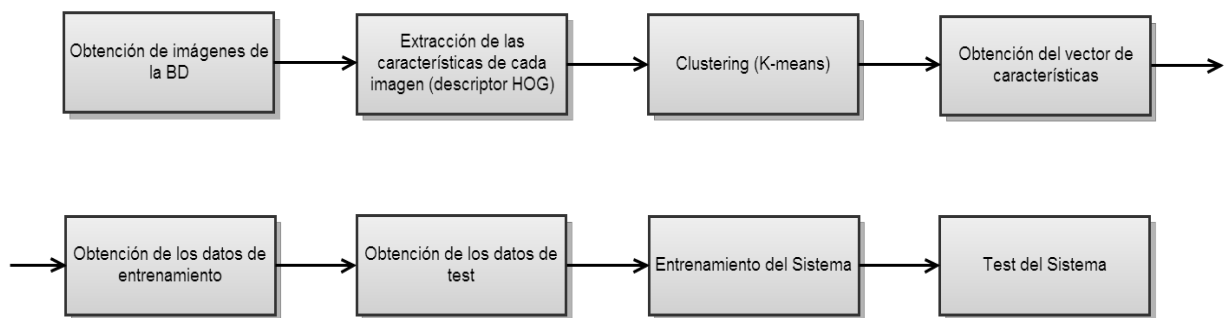 Obtención de imágenes de
la BD
Extracción de las
características de cada
imagen (descriptor HOG)
Clustering (K-means)
Obtención del vector de
características
Obtención de los datos de
entrenamiento
Obtención de los datos de
test
Entrenamiento del Sistema
Test del Sistema